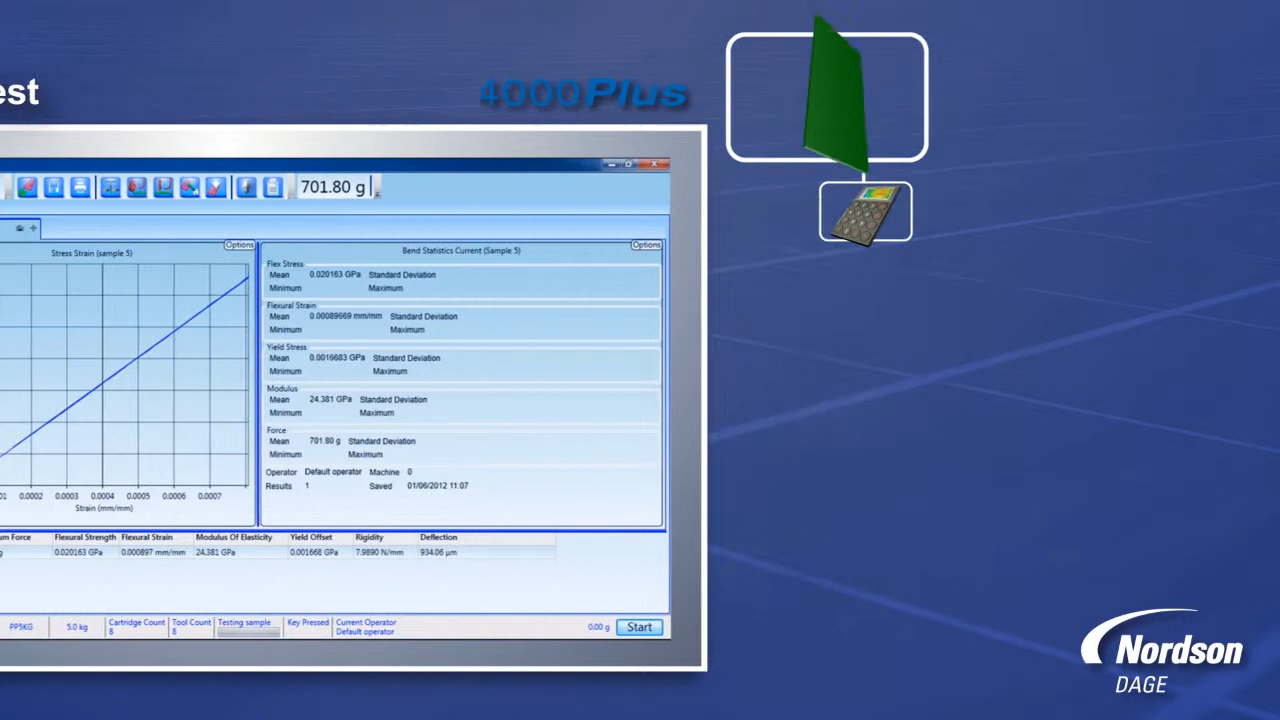 est
4000Plus
701.80 g
Stress Strain (sample 5)
Options
0.0002 0.0003 0.0004 0.0005 0.0006 0.0007
Strain (mm/mm)
Bend Statistics Current (Sample 5)
Options
Flex Stress
Mean 0.020163 GPa Standard Deviation
Minimum Maximum
Flexural Strain
Mean 0.00089669 mm/mm Standard Deviation
Minimum Maximum
Yield Stress
Mean 0.0016683 GPa Standard Deviation
Minimum Maximum
Modulus
Mean 24.381 GPa Standard Deviation
Minimum Maximum
Force
Mean 701.80 g Standard Deviation
Minimum Maximum
Operator Default operator Machine 0
Results 1 Saved 01/06/2012 11:07
um Force Flexural Strength Flexural Strain Modulus Of Elasticity Yield Offset Rigidity Deflection
g 0.020163 GPa 0.000897 mm/mm 24.381 GPa 0.001668 GPa 7.9890 N/mm 934.06 µm
PP5KG 5.0 kg Cartridge Count 8 Tool Count 8 Testing sample Key Pressed Current Operator Default operator 0.00 g Start
Nordson
DAGE